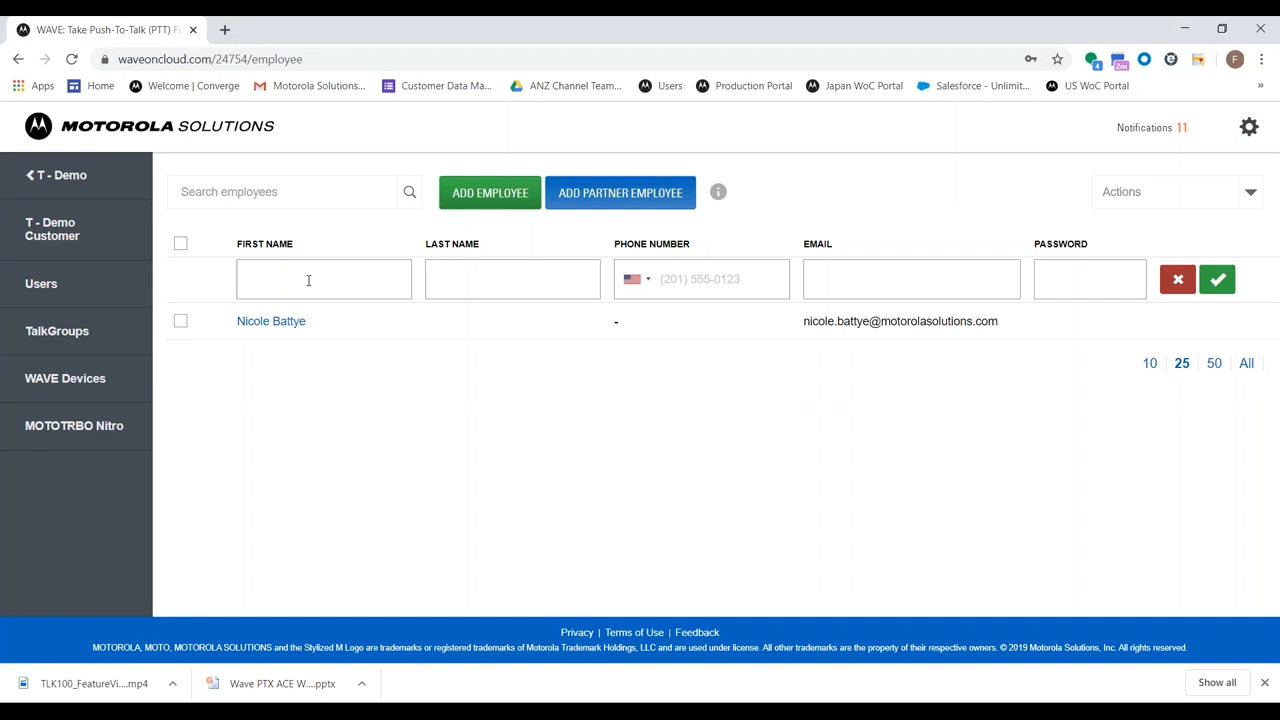 WAVE: Take Push-To-Talk (PTT) F
waveoncloud.com/24754/employee
Apps Home Welcome | Converge Motorola Solutions... Customer Data Ma... ANZ Channel Team... Users Production Portal Japan WoC Portal Salesforce - Unlimit... US WoC Portal »
4 2m F
MOTOROLA SOLUTIONS
Notifications 11
T - Demo
T - Demo
Customer
Users
TalkGroups
WAVE Devices
MOTOTRBO Nitro
Search employees
ADD EMPLOYEE
ADD PARTNER EMPLOYEE
i
Actions
FIRST NAME LAST NAME PHONE NUMBER EMAIL PASSWORD
(201) 555-0123
Nicole Battye - nicole.battye@motorolasolutions.com
10 | 25 | 50 | All |
Privacy | Terms of Use | Feedback
MOTOROLA, MOTO, MOTOROLA SOLUTIONS and the Stylized M Logo are trademarks or registered trademarks of Motorola Trademark Holdings, LLC and are used under license. All other trademarks are the property of their respective owners. © 2019 Motorola Solutions, Inc. All rights reserved.
TLK100_FeatureVi....mp4
Wave PTX ACE W....pptx
Show all